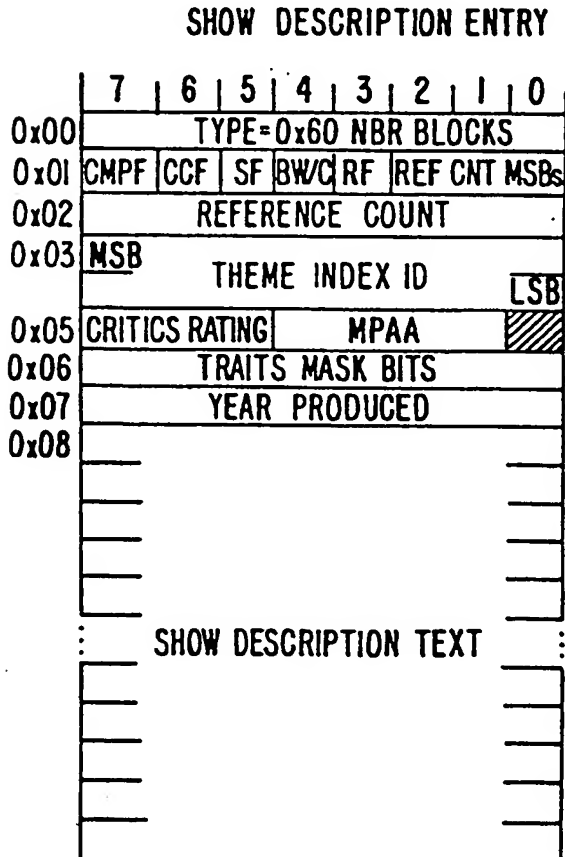 SHOW DESCRIPTION ENTRY
7 6 5 4 3 2 1 0
0x00 TYPE=0x60 NBR BLOCKS
0x01 CMPF CCF SF BW/C RF REF CNT MSBs
0x02 REFERENCE COUNT
0x03 MSB THEME INDEX ID LSB
0x05 CRITICS RATING MPAA
0x06 TRAITS MASK BITS
0x07 YEAR PRODUCED
0x08
SHOW DESCRIPTION TEXT